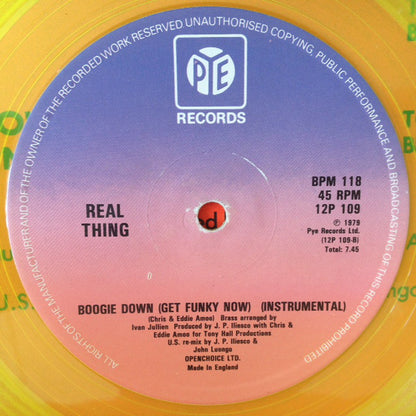 ALL RIGHTS OF THE MANUFACTURER AND OF THE OWNER OF THE RECORDED WORK RESERVED UNAUTHORISED COPYING, PUBLIC PERFORMANCE AND BROADCASTING OF THIS RECORD PROHIBITED
PYE
RECORDS
REAL
THING
BPM 118
45 RPM
12P 109
℗ 1979
Pye Records Ltd.
(12P 109-B)
Total: 7.45
BOOGIE DOWN (GET FUNKY NOW) (INSTRUMENTAL)
(Chris & Eddie Amoo) Brass arranged by
Ivan Jullien Produced by J. P. Iliesco with Chris &
Eddie Amoo for Tony Hall Productions
U.S. re-mix by J. P. Iliesco &
John Luongo
OPENCHOICE LTD.
Made in England
U.S.